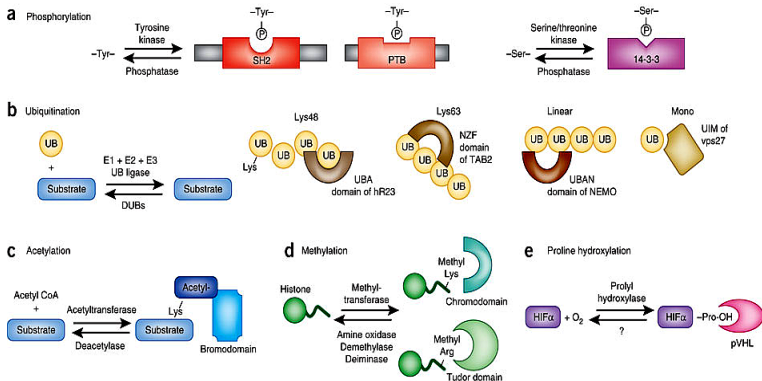 a Phosphorylation
–Tyr–
Tyrosine
kinase
Phosphatase
–Tyr–
P
SH2
–Tyr–
P
PTB
–Ser–
Serine/threonine
kinase
Phosphatase
–Ser–
P
14-3-3
b Ubiquitination
UB
+
Substrate
E1 + E2 + E3
UB ligase
DUBs
Substrate
Lys48
UB
UB
UB
UB
Lys
UBA
domain of hR23
Lys63
UB
UB
UB
UB
NZF
domain
of TAB2
Linear
UB
UB
UB
UB
UBAN
domain of NEMO
Mono
UB
UIM of
vps27
c Acetylation
Acetyl CoA
+
Substrate
Acetyltransferase
Deacetylase
Acetyl-
Lys
Substrate
Bromodomain
d Methylation
Histone
Methyl-
transferase
Amine oxidase
Demethylase
Deiminase
Methyl
Lys
Chromodomain
Methyl
Arg
Tudor domain
e Proline hydroxylation
HIFα + O2
Prolyl
hydroxylase
?
HIFα –Pro-OH
pVHL